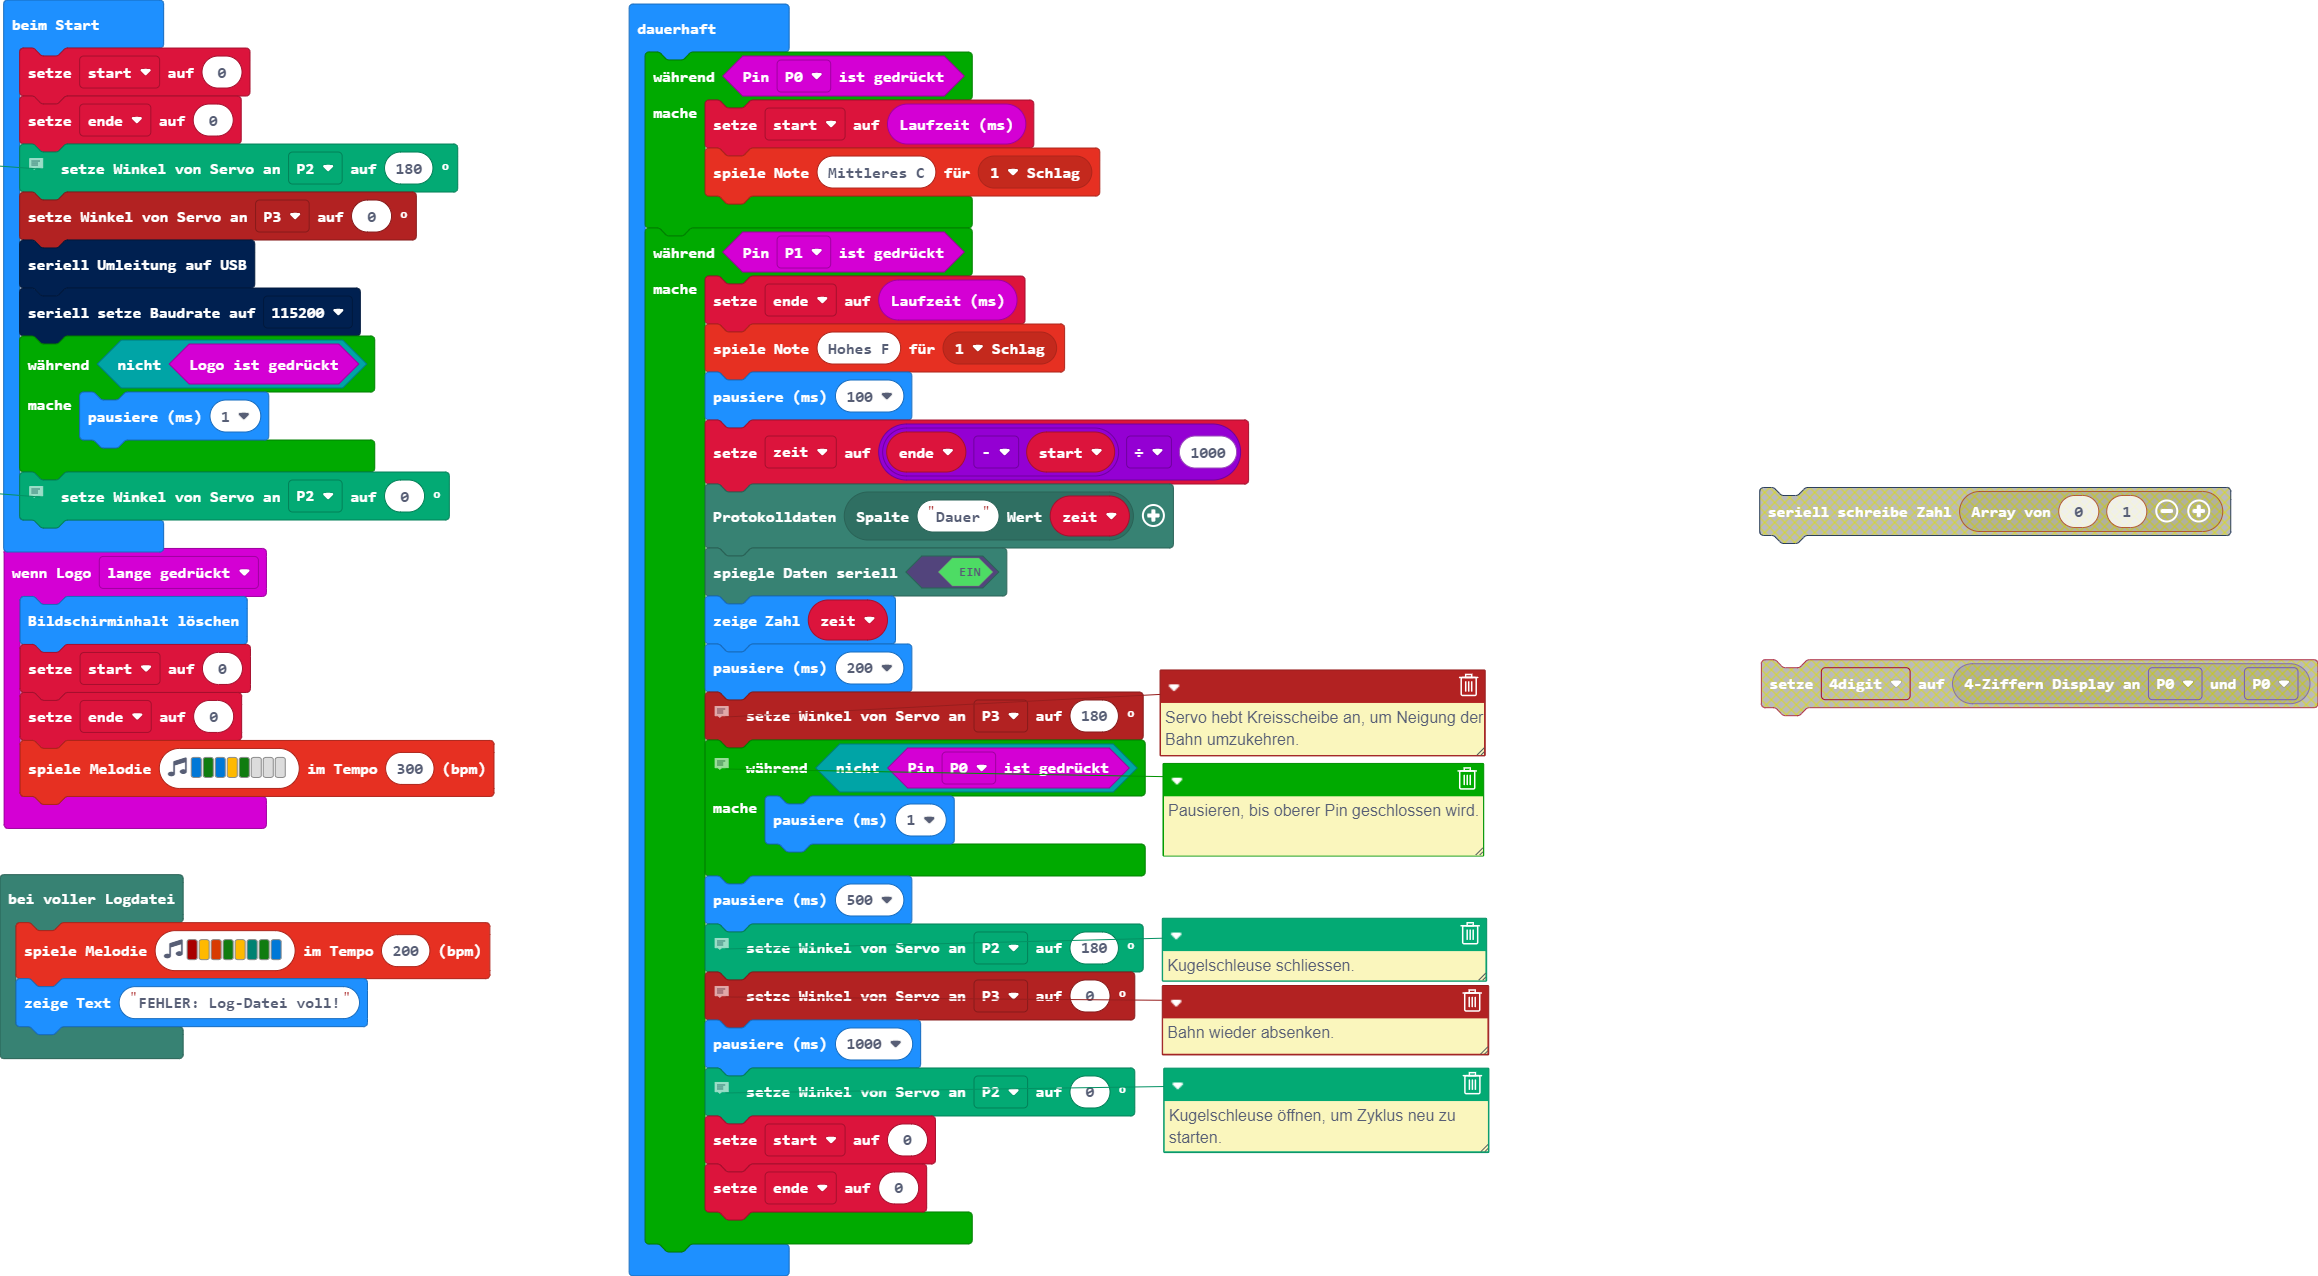 beim Start
setze start auf 0
setze ende auf 0
setze Winkel von Servo an P2 auf 180 °
setze Winkel von Servo an P3 auf 0 °
seriell Umleitung auf USB
seriell setze Baudrate auf 115200
während nicht Logo ist gedrückt
mache
pausiere (ms) 1
setze Winkel von Servo an P2 auf 0 °
wenn Logo lange gedrückt
Bildschirminhalt löschen
setze start auf 0
setze ende auf 0
spiele Melodie im Tempo 300 (bpm)
bei voller Logdatei
spiele Melodie im Tempo 200 (bpm)
zeige Text "FEHLER: Log-Datei voll!"
dauerhaft
während Pin P0 ist gedrückt
mache
setze start auf Laufzeit (ms)
spiele Note Mittleres C für 1 Schlag
während Pin P1 ist gedrückt
mache
setze ende auf Laufzeit (ms)
spiele Note Hohes F für 1 Schlag
pausiere (ms) 100
setze zeit auf ende - start ÷ 1000
Protokolldaten Spalte "Dauer" Wert zeit
spiegle Daten seriell EIN
zeige Zahl zeit
pausiere (ms) 200
setze Winkel von Servo an P3 auf 180 °
während nicht Pin P0 ist gedrückt
mache
pausiere (ms) 1
pausiere (ms) 500
setze Winkel von Servo an P2 auf 180 °
setze Winkel von Servo an P3 auf 0 °
pausiere (ms) 1000
setze Winkel von Servo an P2 auf 0 °
setze start auf 0
setze ende auf 0
Servo hebt Kreisscheibe an, um Neigung der
Bahn umzukehren.
Pausieren, bis oberer Pin geschlossen wird.
Kugelschleuse schliessen.
Bahn wieder absenken.
Kugelschleuse öffnen, um Zyklus neu zu
starten.
seriell schreibe Zahl Array von 0 1
setze 4digit auf 4-Ziffern Display an P0 und P0